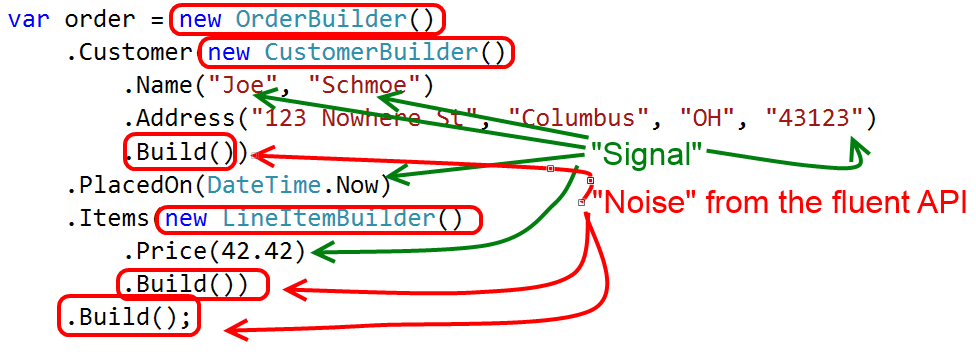 var order = new OrderBuilder()
.Customer(new CustomerBuilder()
.Name("Joe", "Schmoe")
.Address("123 Nowhere St", "Columbus", "OH", "43123")
.Build())
"Signal"
.PlacedOn(DateTime.Now)
"Noise" from the fluent API
.Items(new LineItemBuilder()
.Price(42.42)
.Build())
.Build();